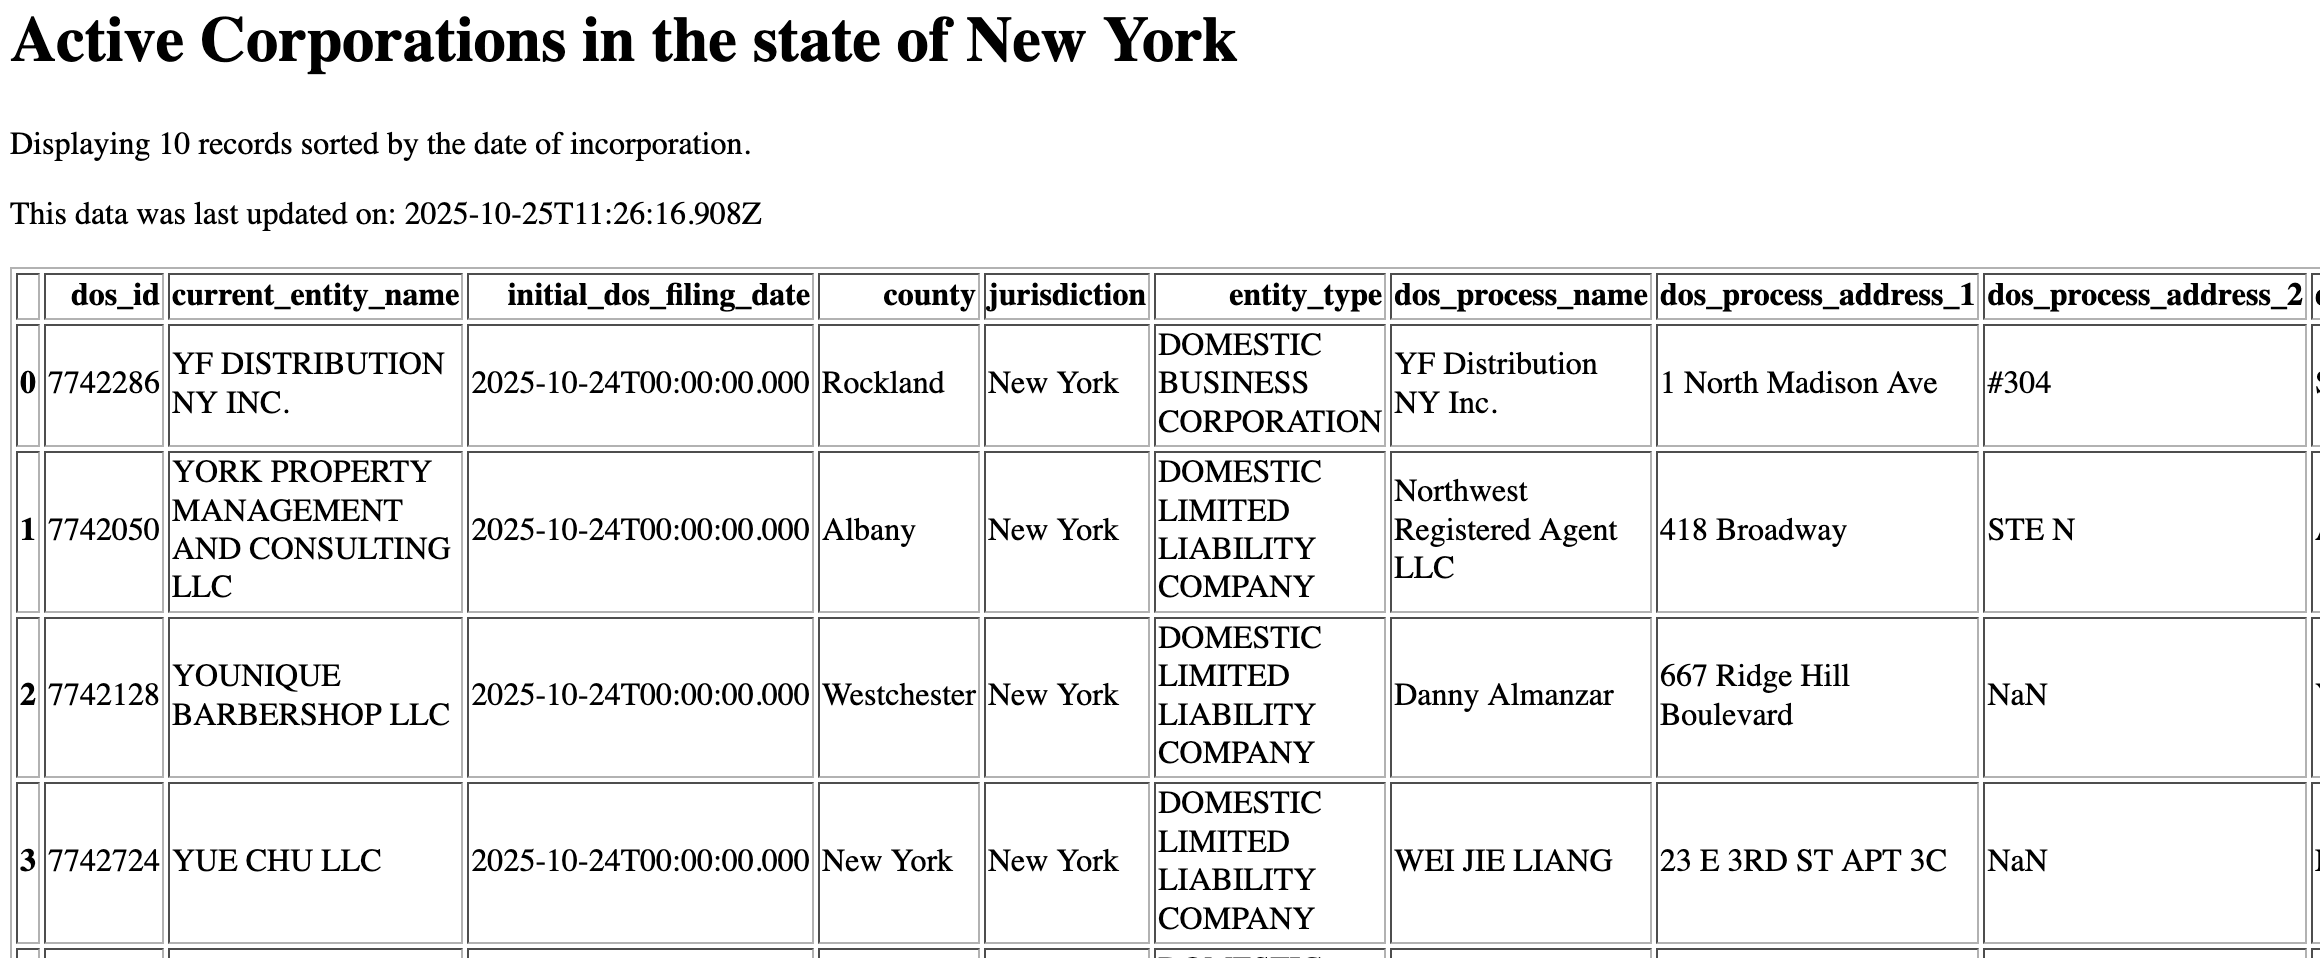 Active Corporations in the state of New York
Displaying 10 records sorted by the date of incorporation.
This data was last updated on: 2025-10-25T11:26:16.908Z
dos_id current_entity_name initial_dos_filing_date county jurisdiction entity_type dos_process_name dos_process_address_1 dos_process_address_2
0 7742286 YF DISTRIBUTION NY INC. 2025-10-24T00:00:00.000 Rockland New York DOMESTIC BUSINESS CORPORATION YF Distribution NY Inc. 1 North Madison Ave #304
1 7742050 YORK PROPERTY MANAGEMENT AND CONSULTING LLC 2025-10-24T00:00:00.000 Albany New York DOMESTIC LIMITED LIABILITY COMPANY Northwest Registered Agent LLC 418 Broadway STE N
2 7742128 YOUNIQUE BARBERSHOP LLC 2025-10-24T00:00:00.000 Westchester New York DOMESTIC LIMITED LIABILITY COMPANY Danny Almanzar 667 Ridge Hill Boulevard NaN
3 7742724 YUE CHU LLC 2025-10-24T00:00:00.000 New York New York DOMESTIC LIMITED LIABILITY COMPANY WEI JIE LIANG 23 E 3RD ST APT 3C NaN